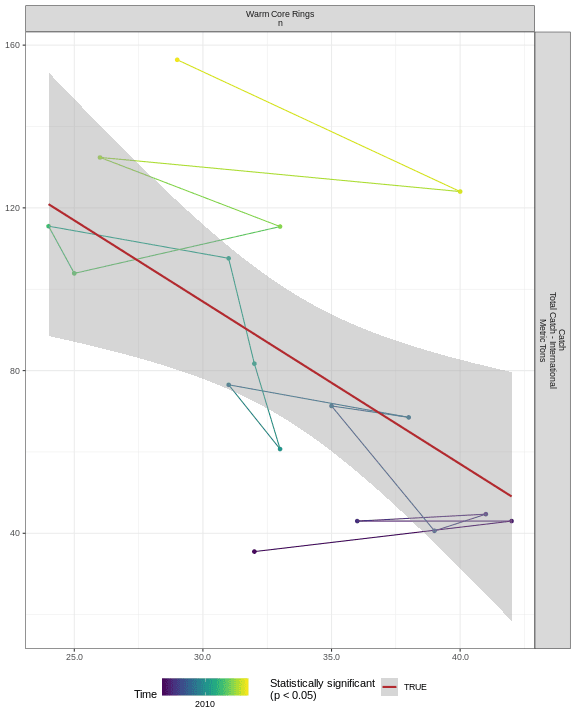 Warm Core Rings
n
160
120
80
40
Catch
Total Catch - International
Metric Tons
25.0
30.0
35.0
40.0
Time
2010
Statistically significant
(p < 0.05)
TRUE